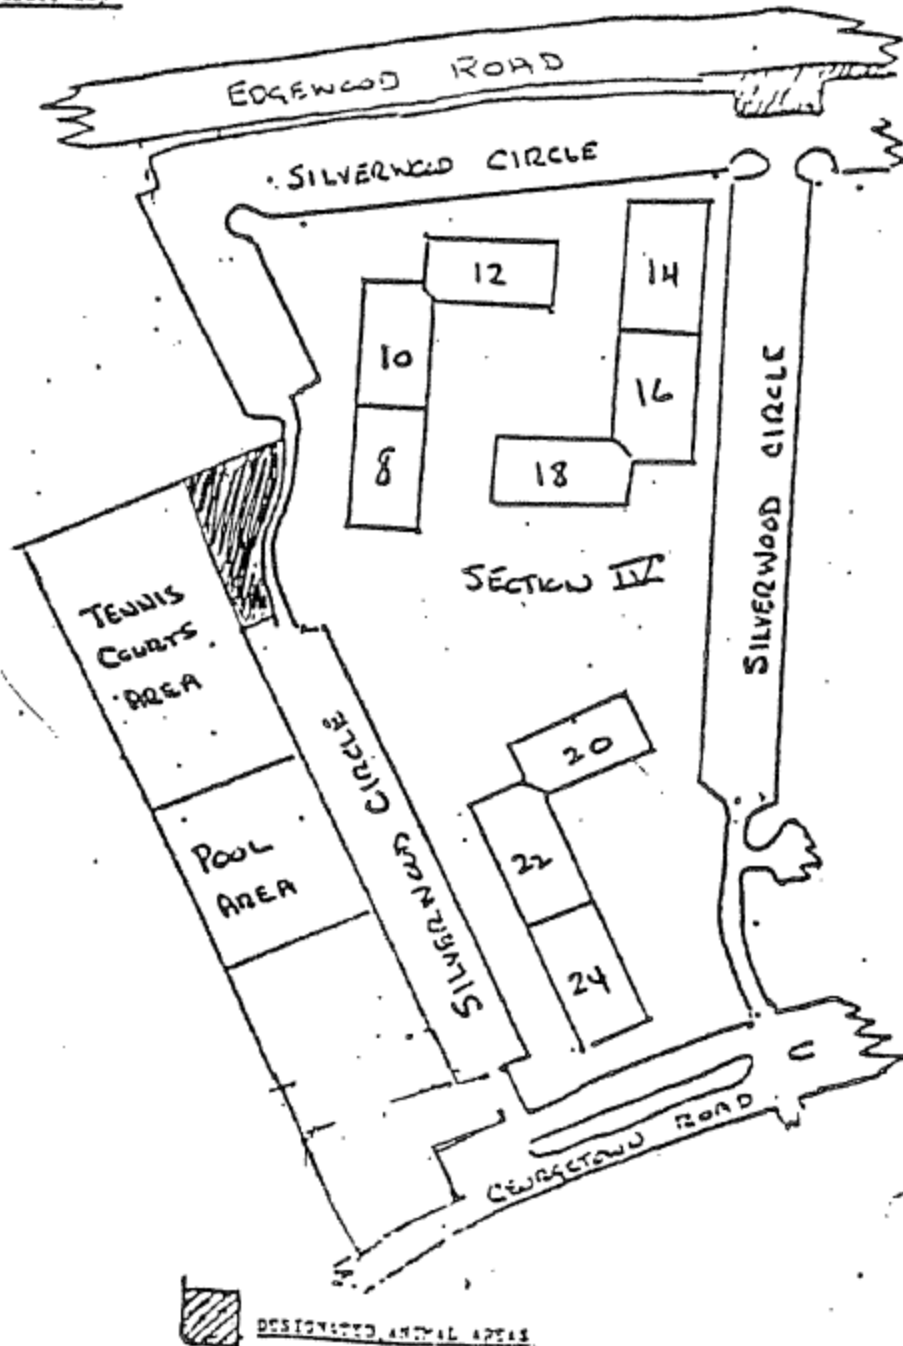 EDGEWOOD ROAD
SILVERWOOD CIRCLE
12
14
10
16
8
18
SILVERWOOD CIRCLE
SECTION IV
TENNIS
COURTS
AREA
20
SILVERWOOD CIRCLE
POOL
AREA
22
24
GEORGETOWN ROAD
DESIGNATED ANIMAL AREAS